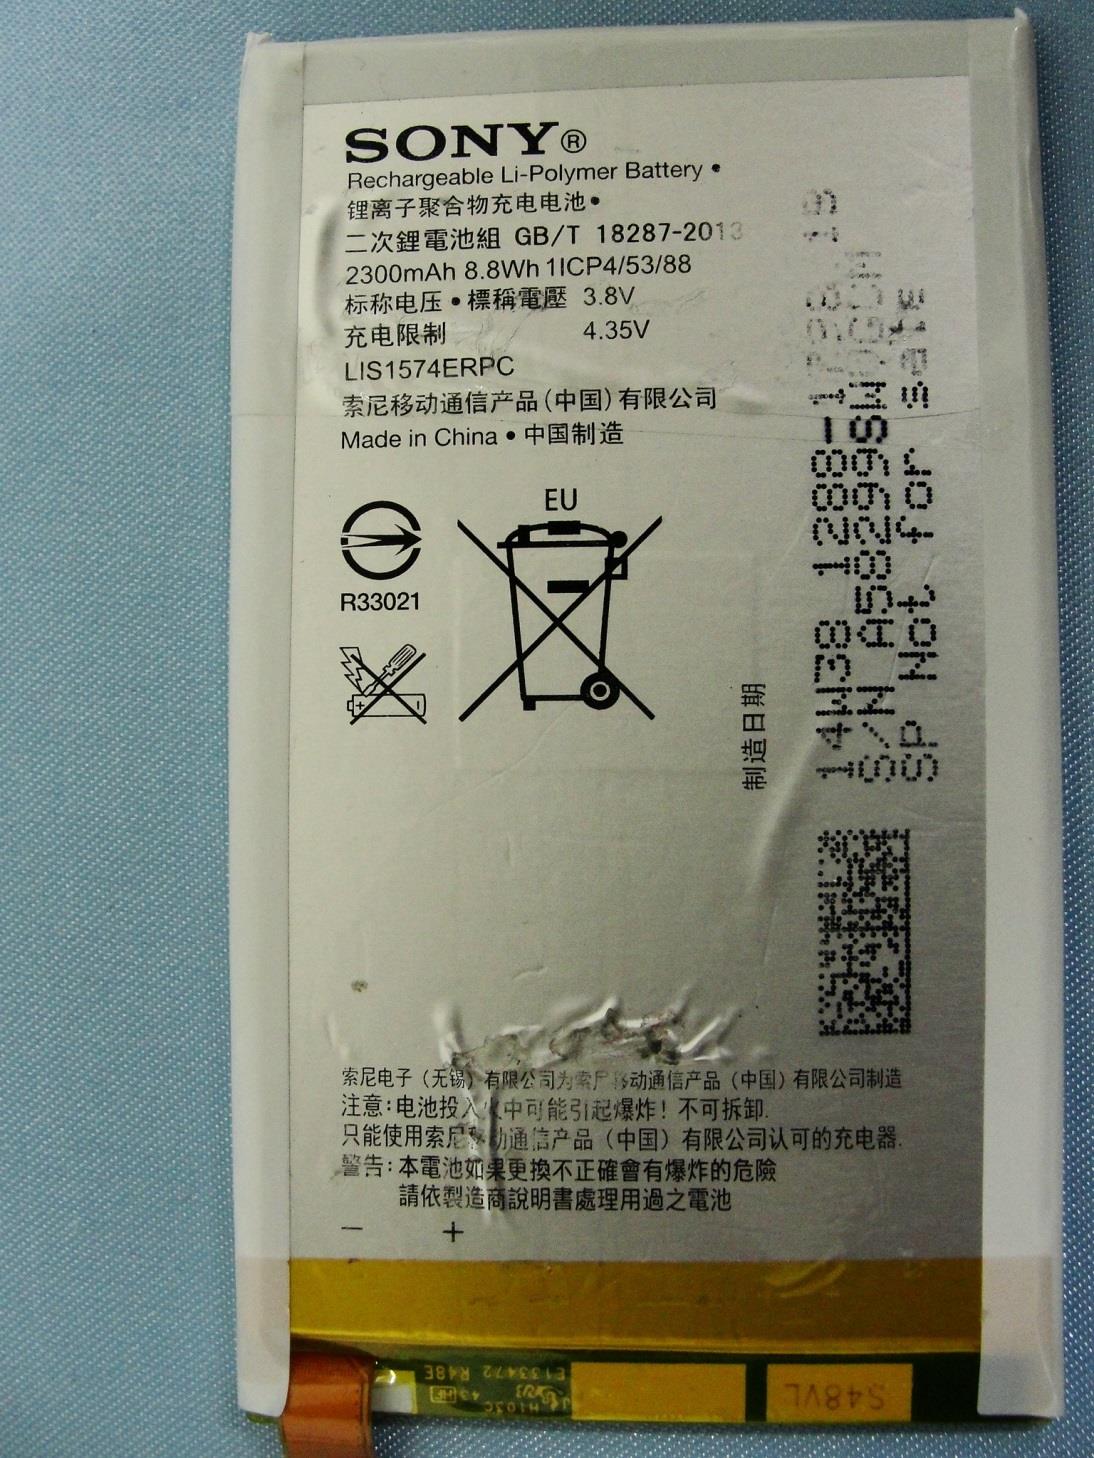 SONY®
Rechargeable Li-Polymer Battery •
锂离子聚合物充电电池•
二次鋰電池組 GB/T 18287-2013
2300mAh 8.8Wh 1ICP4/53/88
标称电压 • 標稱電壓 3.8V
充电限制 4.35V
LIS1574ERPC
索尼移动通信产品(中国)有限公司
Made in China • 中国制造
EU
R33021
制造日期
14W38 1288-1
S/N A58299SW
SP Not for sale
索尼电子（无锡）有限公司为索尼移动通信产品（中国）有限公司制造
注意:电池投入火中可能引起爆炸！不可拆卸.
只能使用索尼移动通信产品（中国）有限公司认可的充电器.
警告:本電池如果更換不正確會有爆炸的危險
請依製造商說明書處理用過之電池
− +
E133472 R48E
H103C
S48VL